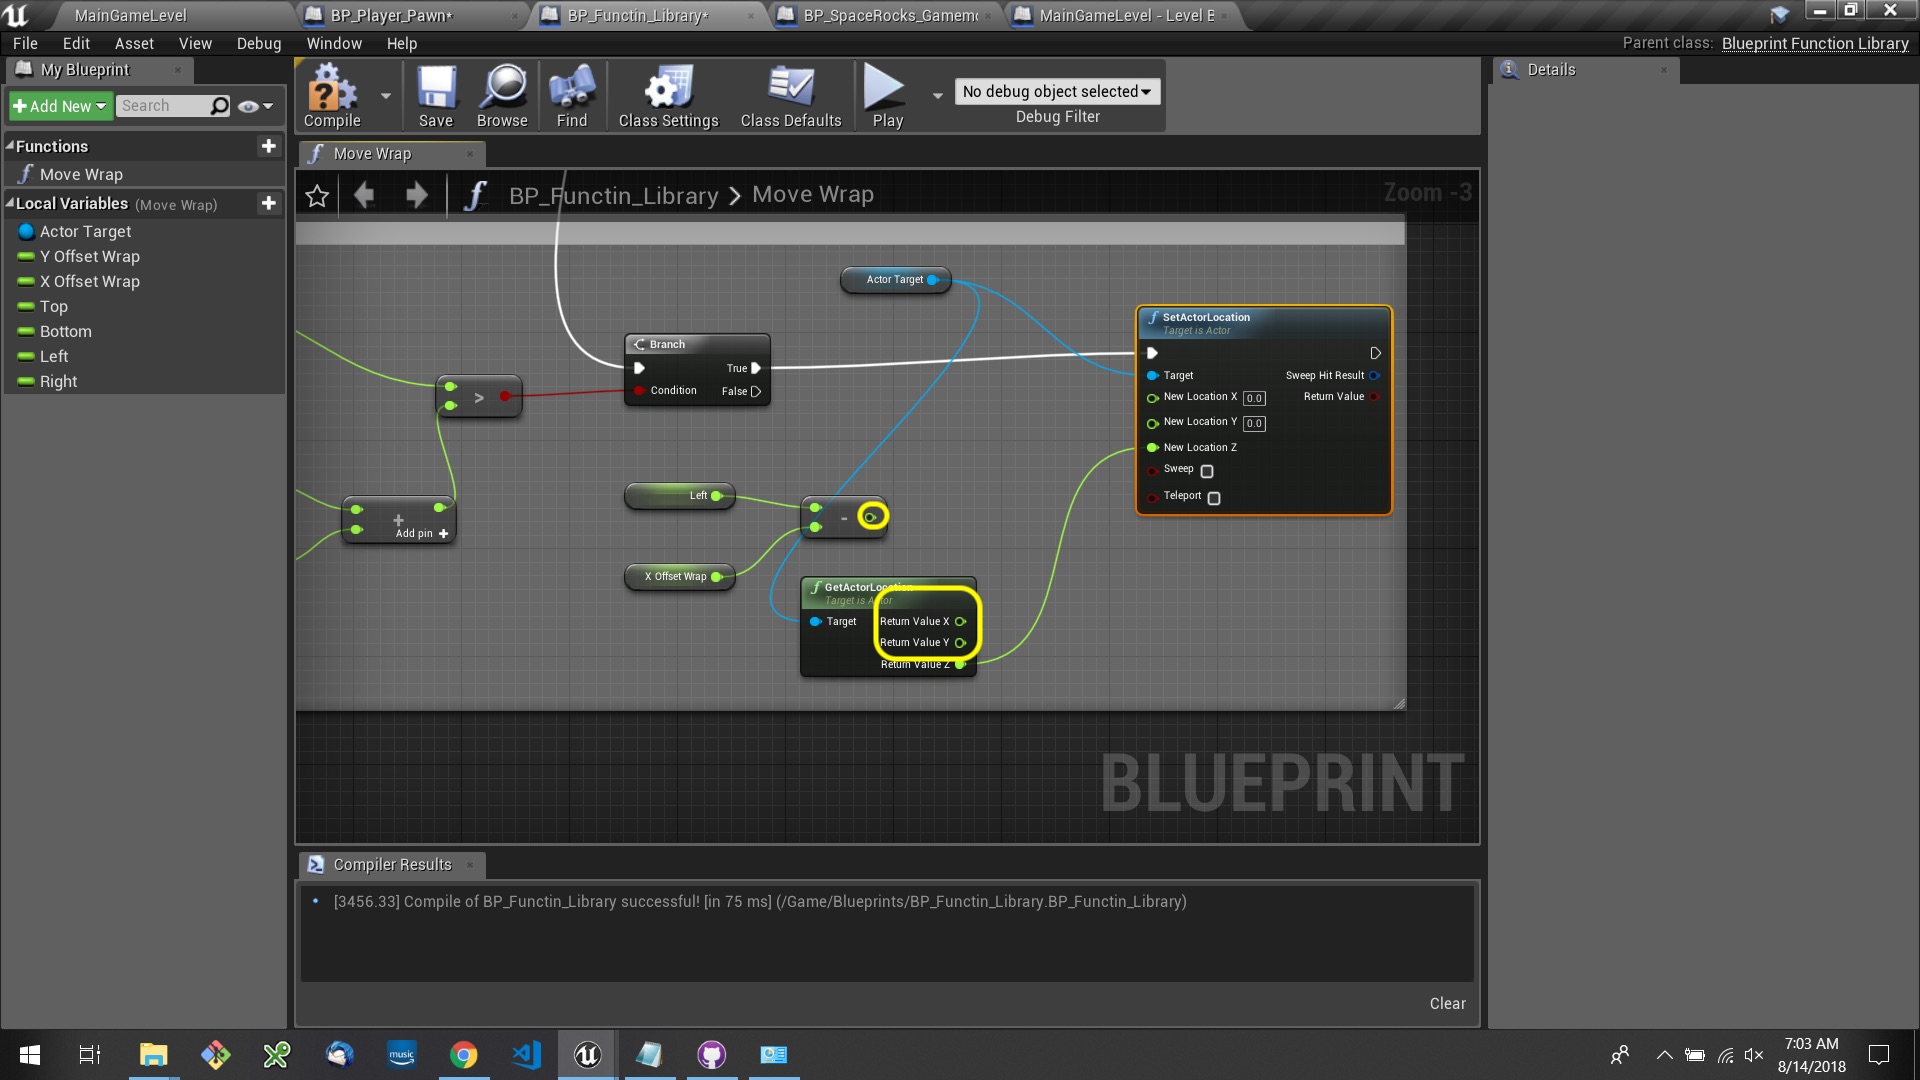 MainGameLevel
BP_Player_Pawn*
BP_Functin_Library*
BP_SpaceRocks_Gamem
MainGameLevel - Level B
File Edit Asset View Debug Window Help
Parent class: Blueprint Function Library
My Blueprint
Add New
Search
Functions
Move Wrap
Local Variables (Move Wrap)
Actor Target
Y Offset Wrap
X Offset Wrap
Top
Bottom
Left
Right
Compile
Save
Browse
Find
Class Settings
Class Defaults
Play
No debug object selected
Debug Filter
Details
Move Wrap
BP_Functin_Library > Move Wrap
Zoom -3
Actor Target
SetActorLocation
Target is Actor
Target
Sweep Hit Result
New Location X 0.0
Return Value
New Location Y 0.0
New Location Z
Sweep
Teleport
Branch
True
Condition
False
>
+
Add pin +
Left
-
X Offset Wrap
GetActorLocation
Target is Actor
Target
Return Value X
Return Value Y
Return Value Z
BLUEPRINT
Compiler Results
[3456.33] Compile of BP_Functin_Library successful! [in 75 ms] (/Game/Blueprints/BP_Functin_Library.BP_Functin_Library)
Clear
music
7:03 AM
8/14/2018